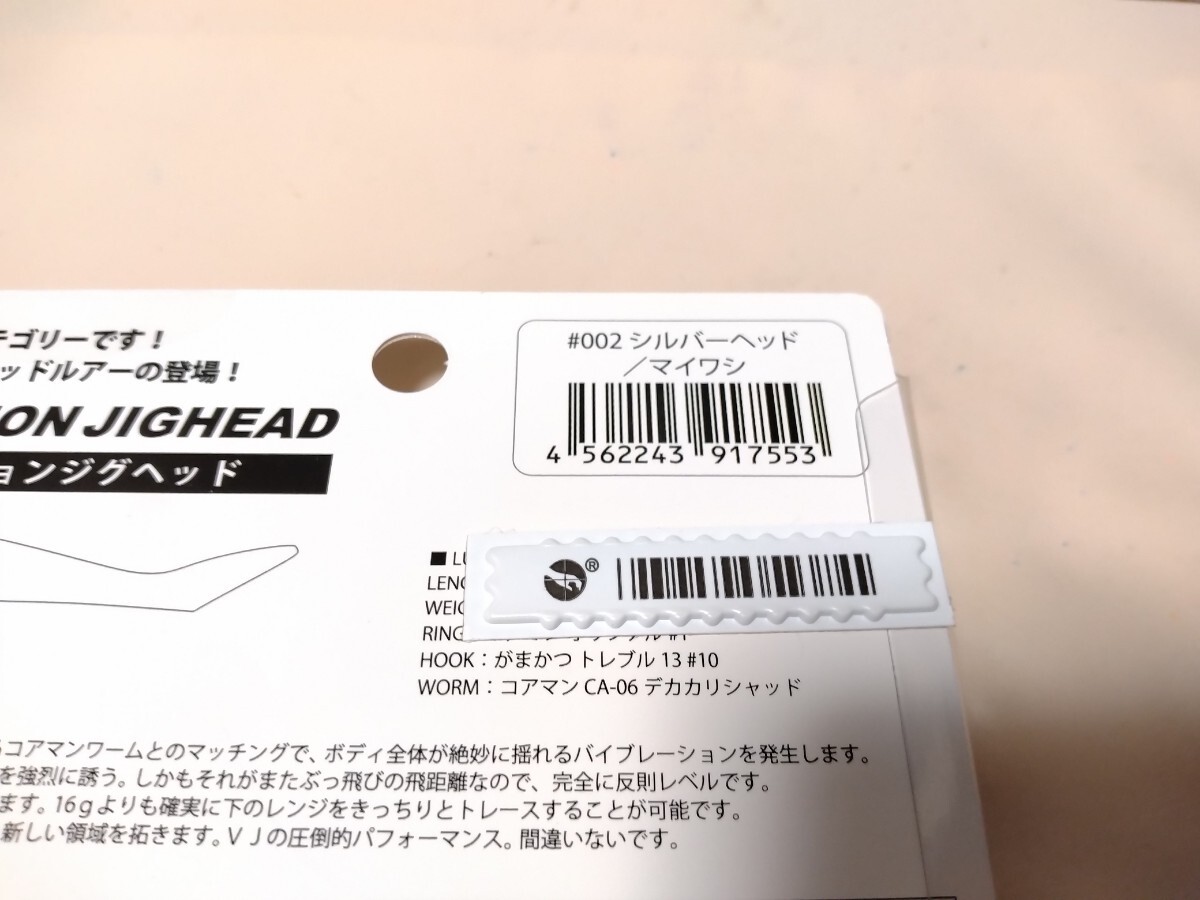 テゴリーです！
ッドルアーの登場！
ION JIGHEAD
ョンジグヘッド
#002 シルバーヘッド
／マイワシ
4 562243 917553
®
■ LU
LENG
WEIG
RING
HOOK：がまかつ トレブル 13 #10
WORM：コアマン CA-06 デカカリシャッド
コアマンワームとのマッチングで、ボディ全体が絶妙に揺れるバイブレーションを発生します。
を強烈に誘う。しかもそれがまたぶっ飛びの飛距離なので、完全に反則レベルです。
ます。16gよりも確実に下のレンジをきっちりとトレースすることが可能です。
新しい領域を拓きます。VJの圧倒的パフォーマンス。間違いないです。